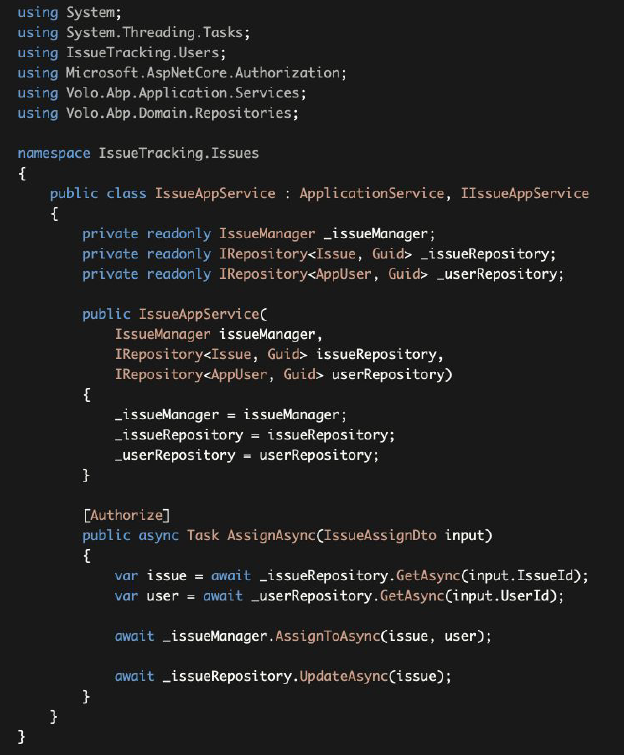 using System;
using System.Threading.Tasks;
using IssueTracking.Users;
using Microsoft.AspNetCore.Authorization;
using Volo.Abp.Application.Services;
using Volo.Abp.Domain.Repositories;

namespace IssueTracking.Issues
{
    public class IssueAppService : ApplicationService, IIssueAppService
    {
        private readonly IssueManager _issueManager;
        private readonly IRepository<Issue, Guid> _issueRepository;
        private readonly IRepository<AppUser, Guid> _userRepository;

        public IssueAppService(
            IssueManager issueManager,
            IRepository<Issue, Guid> issueRepository,
            IRepository<AppUser, Guid> userRepository)
        {
            _issueManager = issueManager;
            _issueRepository = issueRepository;
            _userRepository = userRepository;
        }

        [Authorize]
        public async Task AssignAsync(IssueAssignDto input)
        {
            var issue = await _issueRepository.GetAsync(input.IssueId);
            var user = await _userRepository.GetAsync(input.UserId);

            await _issueManager.AssignToAsync(issue, user);

            await _issueRepository.UpdateAsync(issue);
        }
    }
}